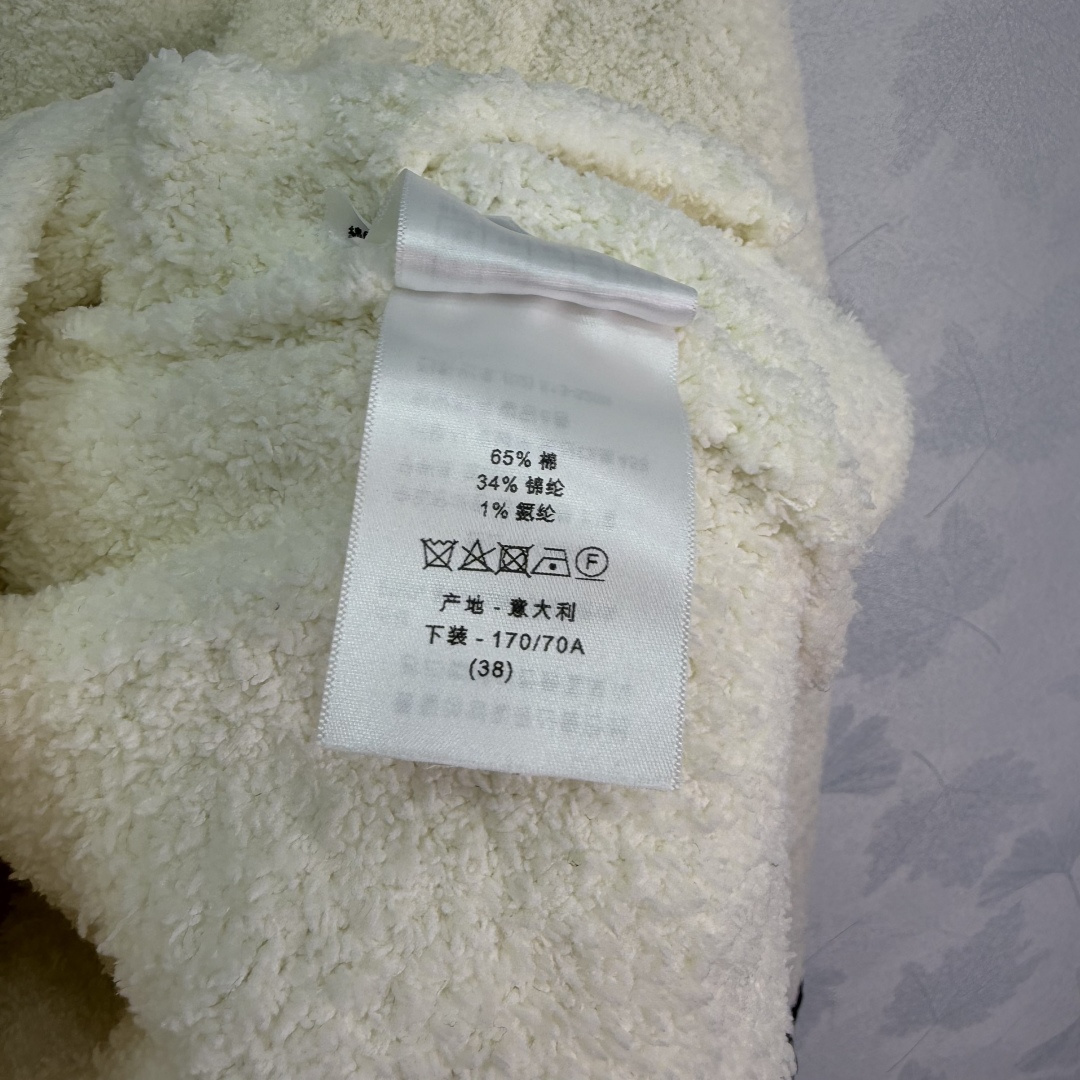 65% 棉
34% 锦纶
1% 氨纶
F
产地 - 意大利
下装 - 170/70A
(38)